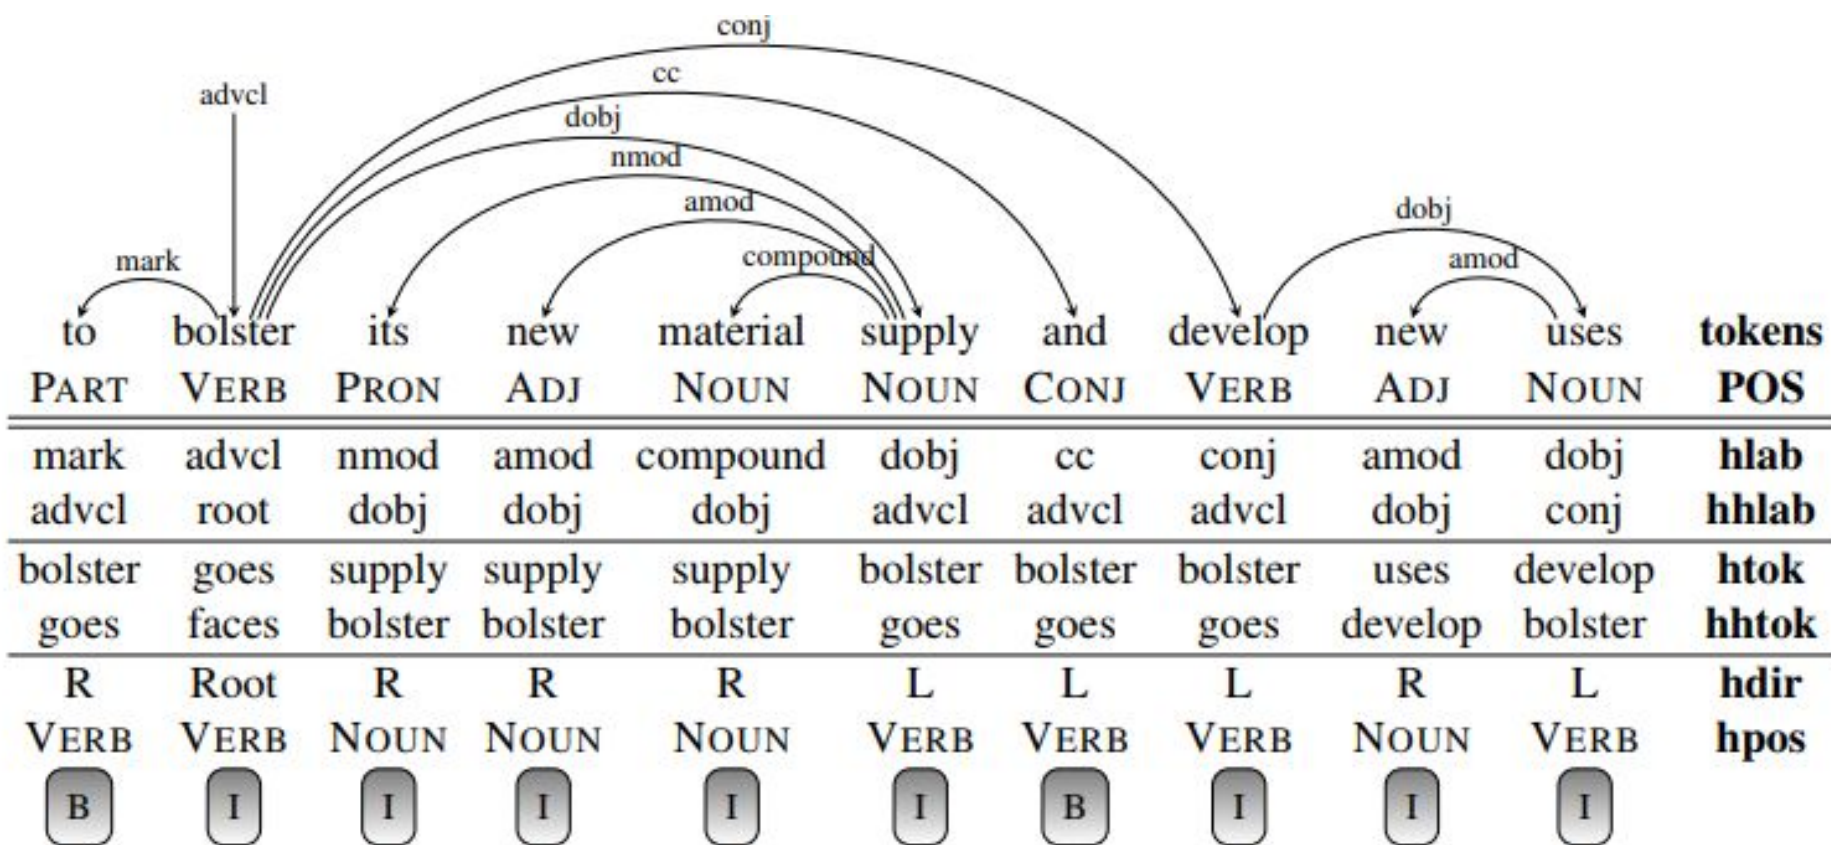 conj
cc
advcl
dobj
nmod
amod
dobj
compound
amod
mark
to bolster its new material supply and develop new uses tokens
PART VERB PRON ADJ NOUN NOUN CONJ VERB ADJ NOUN POS
mark advcl nmod amod compound dobj cc conj amod dobj hlab
advcl root dobj dobj dobj advcl advcl advcl dobj conj hhlab
bolster goes supply supply supply bolster bolster bolster uses develop htok
goes faces bolster bolster bolster goes goes goes develop bolster hhtok
R Root R R R L L L R L hdir
VERB VERB NOUN NOUN NOUN VERB VERB VERB NOUN VERB hpos
B I I I I I B I I I